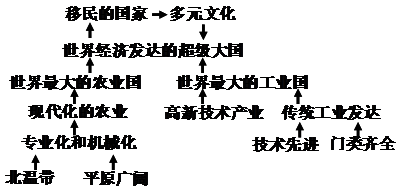 移民的国家 多元文化
世界经济发达的超级大国
世界最大的农业国 世界最大的工业国
现代化的农业 高新技术产业 传统工业发达
专业化和机械化 技术先进 门类齐全
北温带 平原广阔